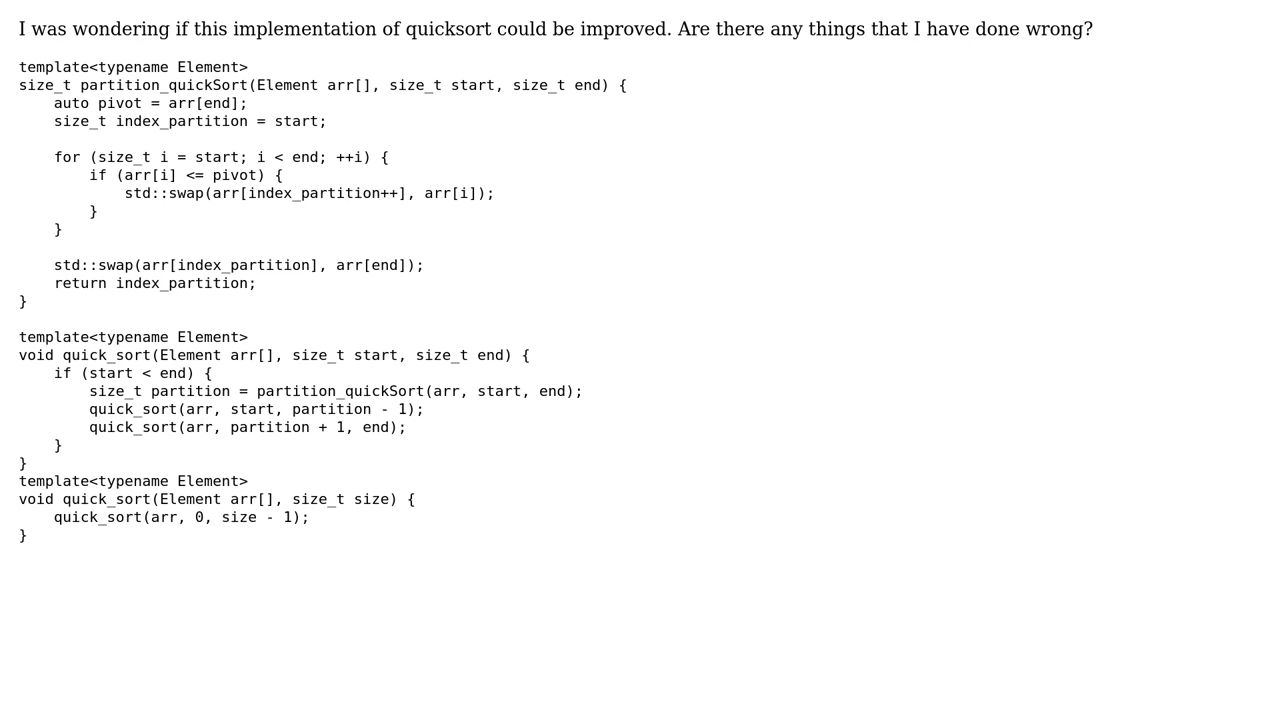 I was wondering if this implementation of quicksort could be improved. Are there any things that I have done wrong?
template<typename Element>
size_t partition_quickSort(Element arr[], size_t start, size_t end) {
    auto pivot = arr[end];
    size_t index_partition = start;

    for (size_t i = start; i < end; ++i) {
        if (arr[i] <= pivot) {
            std::swap(arr[index_partition++], arr[i]);
        }
    }

    std::swap(arr[index_partition], arr[end]);
    return index_partition;
}

template<typename Element>
void quick_sort(Element arr[], size_t start, size_t end) {
    if (start < end) {
        size_t partition = partition_quickSort(arr, start, end);
        quick_sort(arr, start, partition - 1);
        quick_sort(arr, partition + 1, end);
    }
}
template<typename Element>
void quick_sort(Element arr[], size_t size) {
    quick_sort(arr, 0, size - 1);
}